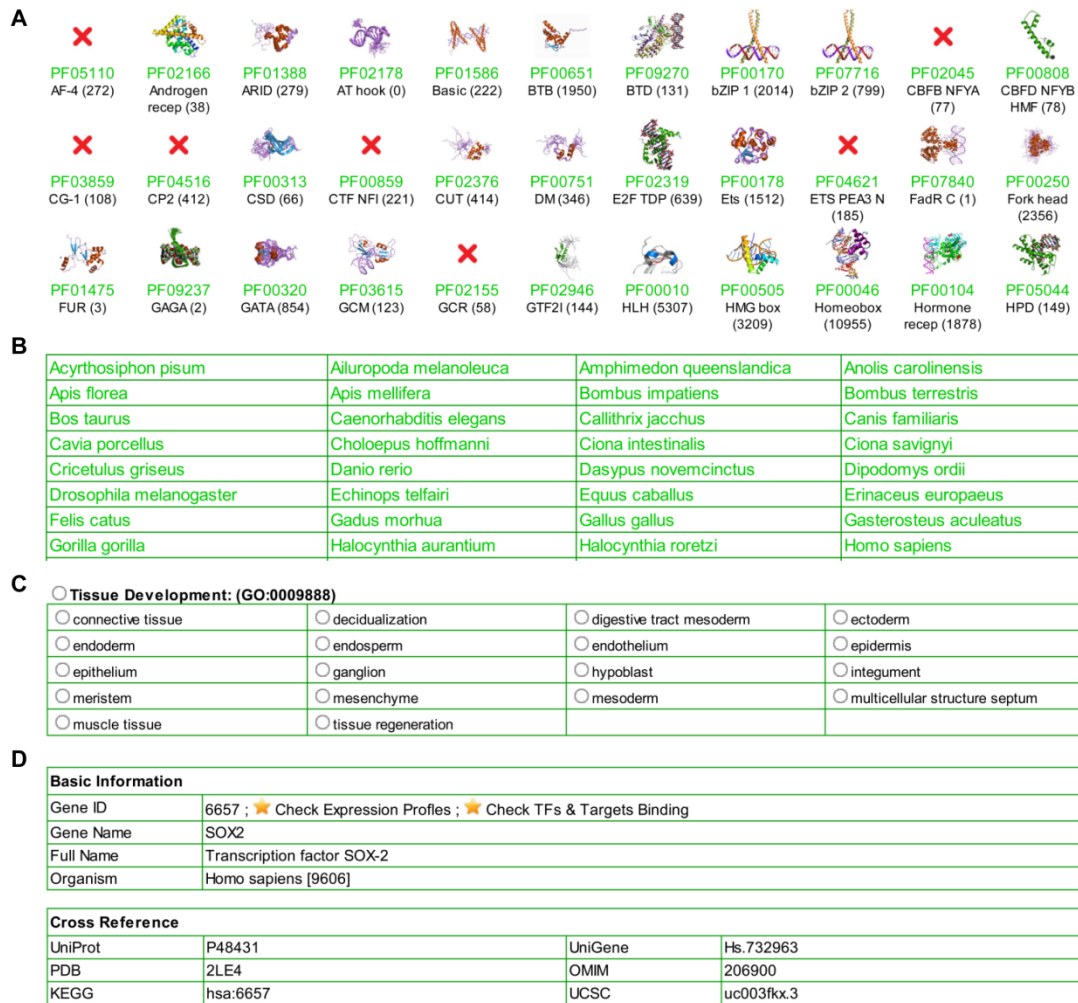 A
PF05110 PF02166 PF01388 PF02178 PF01586 PF00651 PF09270 PF00170 PF07716 PF02045 PF00808
AF-4 (272) Androgen ARID (279) AT hook (0) Basic (222) BTB (1950) BTD (131) bZIP 1 (2014) bZIP 2 (799) CBFB NFYA CBFD NFYB
recep (38) (77) HMF (78)
PF03859 PF04516 PF00313 PF00859 PF02376 PF00751 PF02319 PF00178 PF04621 PF07840 PF00250
CG-1 (108) CP2 (412) CSD (66) CTF NFI (221) CUT (414) DM (346) E2F TDP (639) Ets (1512) ETS PEA3 N FadR C (1) Fork head
(185) (2356)
PF01475 PF09237 PF00320 PF03615 PF02155 PF02946 PF00010 PF00505 PF00046 PF00104 PF05044
FUR (3) GAGA (2) GATA (854) GCM (123) GCR (58) GTF2I (144) HLH (5307) HMG box Homeobox Hormone HPD (149)
(3209) (10955) recep (1878)
B
Acyrthosiphon pisum Ailuropoda melanoleuca Amphimedon queenslandica Anolis carolinensis
Apis florea Apis mellifera Bombus impatiens Bombus terrestris
Bos taurus Caenorhabditis elegans Callithrix jacchus Canis familiaris
Cavia porcellus Choloepus hoffmanni Ciona intestinalis Ciona savignyi
Cricetulus griseus Danio rerio Dasypus novemcinctus Dipodomys ordii
Drosophila melanogaster Echinops telfairi Equus caballus Erinaceus europaeus
Felis catus Gadus morhua Gallus gallus Gasterosteus aculeatus
Gorilla gorilla Halocynthia aurantium Halocynthia roretzi Homo sapiens
C
Tissue Development: (GO:0009888)
connective tissue decidualization digestive tract mesoderm ectoderm
endoderm endosperm endothelium epidermis
epithelium ganglion hypoblast integument
meristem mesenchyme mesoderm multicellular structure septum
muscle tissue tissue regeneration
D
Basic Information
Gene ID 6657 ; Check Expression Profles ; Check TFs & Targets Binding
Gene Name SOX2
Full Name Transcription factor SOX-2
Organism Homo sapiens [9606]
Cross Reference
UniProt P48431 UniGene Hs.732963
PDB 2LE4 OMIM 206900
KEGG hsa:6657 UCSC uc003fkx.3